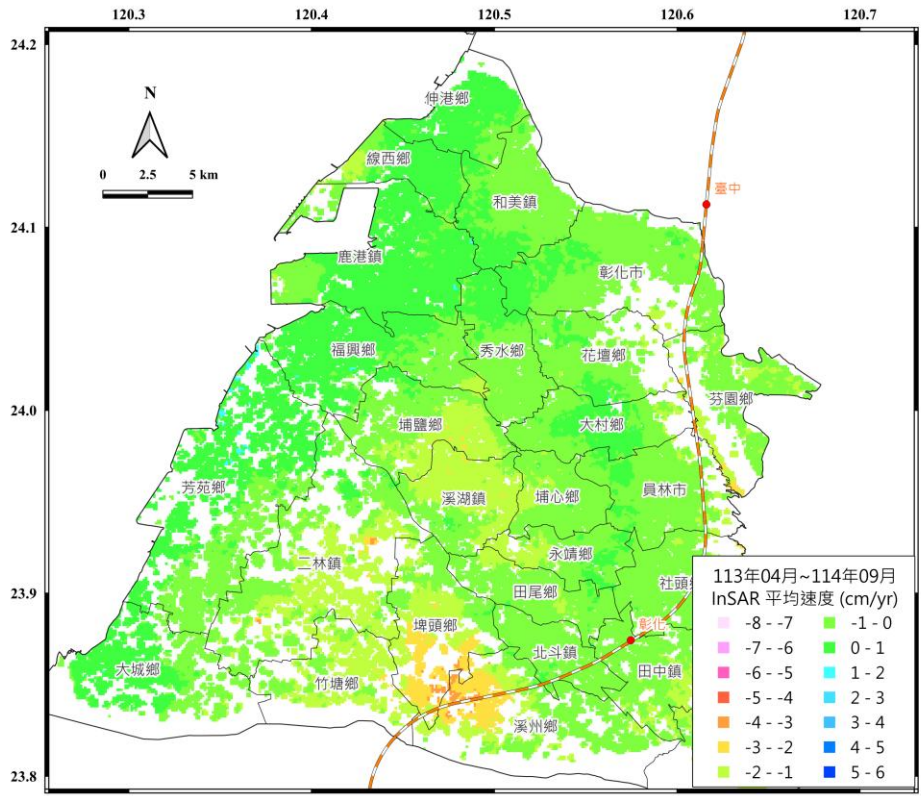 120.3 120.4 120.5 120.6 120.7
24.2
伸港鄉
N
線西鄉
0 2.5 5 km
臺中
和美鎮
24.1
鹿港鎮
彰化市
福興鄉
秀水鄉
花壇鄉
24.0
芬園鄉
埔鹽鄉
大村鄉
芳苑鄉
溪湖鎮
埔心鄉
員林市
永靖鄉
二林鎮
23.9
田尾鄉
社頭
埤頭鄉
彰化
北斗鎮
大城鄉
竹塘鄉
田中鎮
溪州鄉
23.8
113年04月~114年09月
InSAR 平均速度 (cm/yr)
-8 - -7 -1 - 0
-7 - -6 0 - 1
-6 - -5 1 - 2
-5 - -4 2 - 3
-4 - -3 3 - 4
-3 - -2 4 - 5
-2 - -1 5 - 6